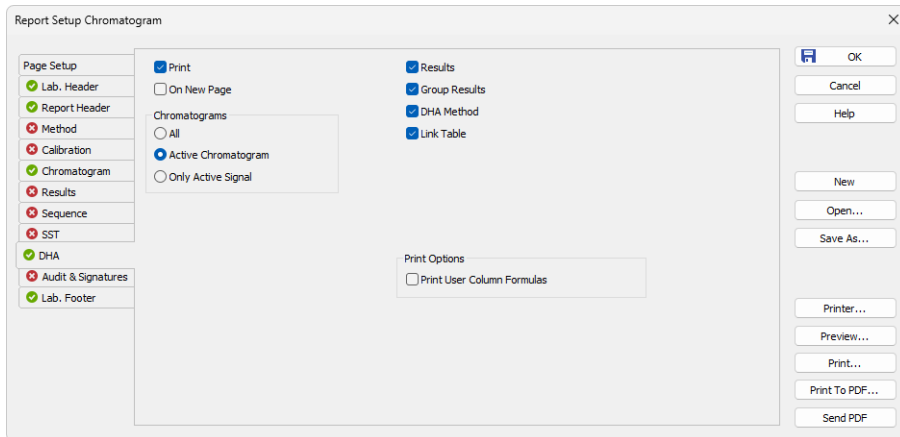 Report Setup Chromatogram
Page Setup
Lab. Header
Report Header
Method
Calibration
Chromatogram
Results
Sequence
SST
DHA
Audit & Signatures
Lab. Footer
Print
On New Page
Chromatograms
All
Active Chromatogram
Only Active Signal
Results
Group Results
DHA Method
Link Table
Print Options
Print User Column Formulas
OK
Cancel
Help
New
Open...
Save As...
Printer...
Preview...
Print...
Print To PDF...
Send PDF